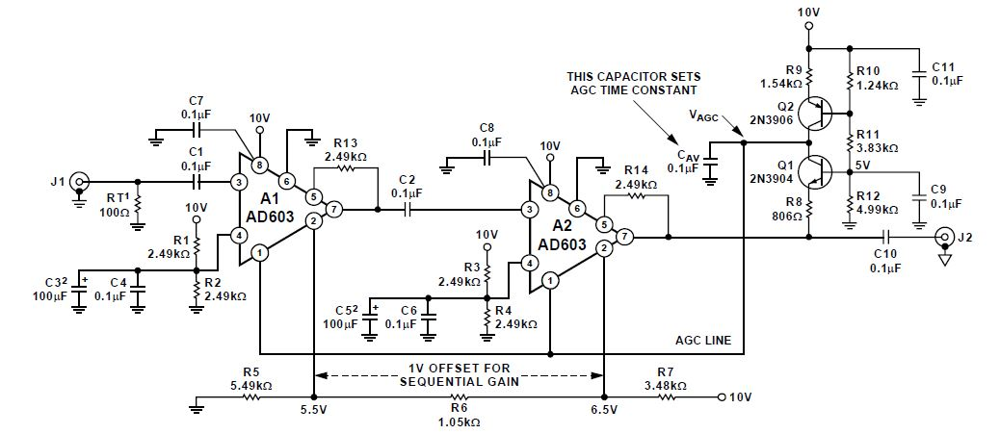 10V
THIS CAPACITOR SETS
AGC TIME CONSTANT
R9
1.54kΩ
R10
1.24kΩ
C11
0.1µF
Q2
2N3906
VAGC
C7
0.1µF
10V
R13
2.49kΩ
C8
0.1µF
10V
R14
2.49kΩ
CAV
0.1µF
R11
3.83kΩ
Q1
2N3904
5V
C9
0.1µF
R8
806Ω
R12
4.99kΩ
J1
C1
0.1µF
RT1
100Ω
8
6
3
5
A1
AD603
7
2
4
1
C2
0.1µF
8
6
3
5
A2
AD603
7
2
4
1
C10
0.1µF
J2
10V
R1
2.49kΩ
C32
100µF
+
C4
0.1µF
R2
2.49kΩ
10V
R3
2.49kΩ
C52
100µF
+
C6
0.1µF
R4
2.49kΩ
AGC LINE
1V OFFSET FOR
SEQUENTIAL GAIN
R5
5.49kΩ
5.5V
R6
1.05kΩ
6.5V
R7
3.48kΩ
10V